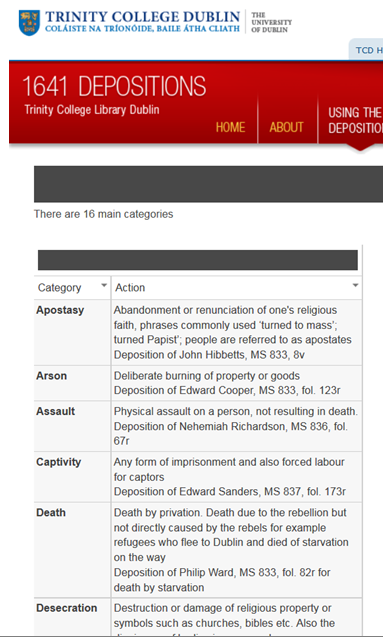 TRINITY COLLEGE DUBLIN
COLÁISTE NA TRÍONÓIDE, BAILE ÁTHA CLIATH
THE
UNIVERSITY
OF DUBLIN
TCD H
1641 DEPOSITIONS
Trinity College Library Dublin
HOME
ABOUT
USING THE
DEPOSITIO
There are 16 main categories
Category
Action
Apostasy
Abandonment or renunciation of one's religious
faith, phrases commonly used 'turned to mass';
turned Papist'; people are referred to as apostates
Deposition of John Hibbetts, MS 833, 8v
Arson
Deliberate burning of property or goods
Deposition of Edward Cooper, MS 833, fol. 123r
Assault
Physical assault on a person, not resulting in death.
Deposition of Nehemiah Richardson, MS 836, fol.
67r
Captivity
Any form of imprisonment and also forced labour
for captors
Deposition of Edward Sanders, MS 837, fol. 173r
Death
Death by privation. Death due to the rebellion but
not directly caused by the rebels for example
refugees who flee to Dublin and died of starvation
on the way
Deposition of Philip Ward, MS 833, fol. 82r for
death by starvation
Desecration
Destruction or damage of religious property or
symbols such as churches, bibles etc. Also the